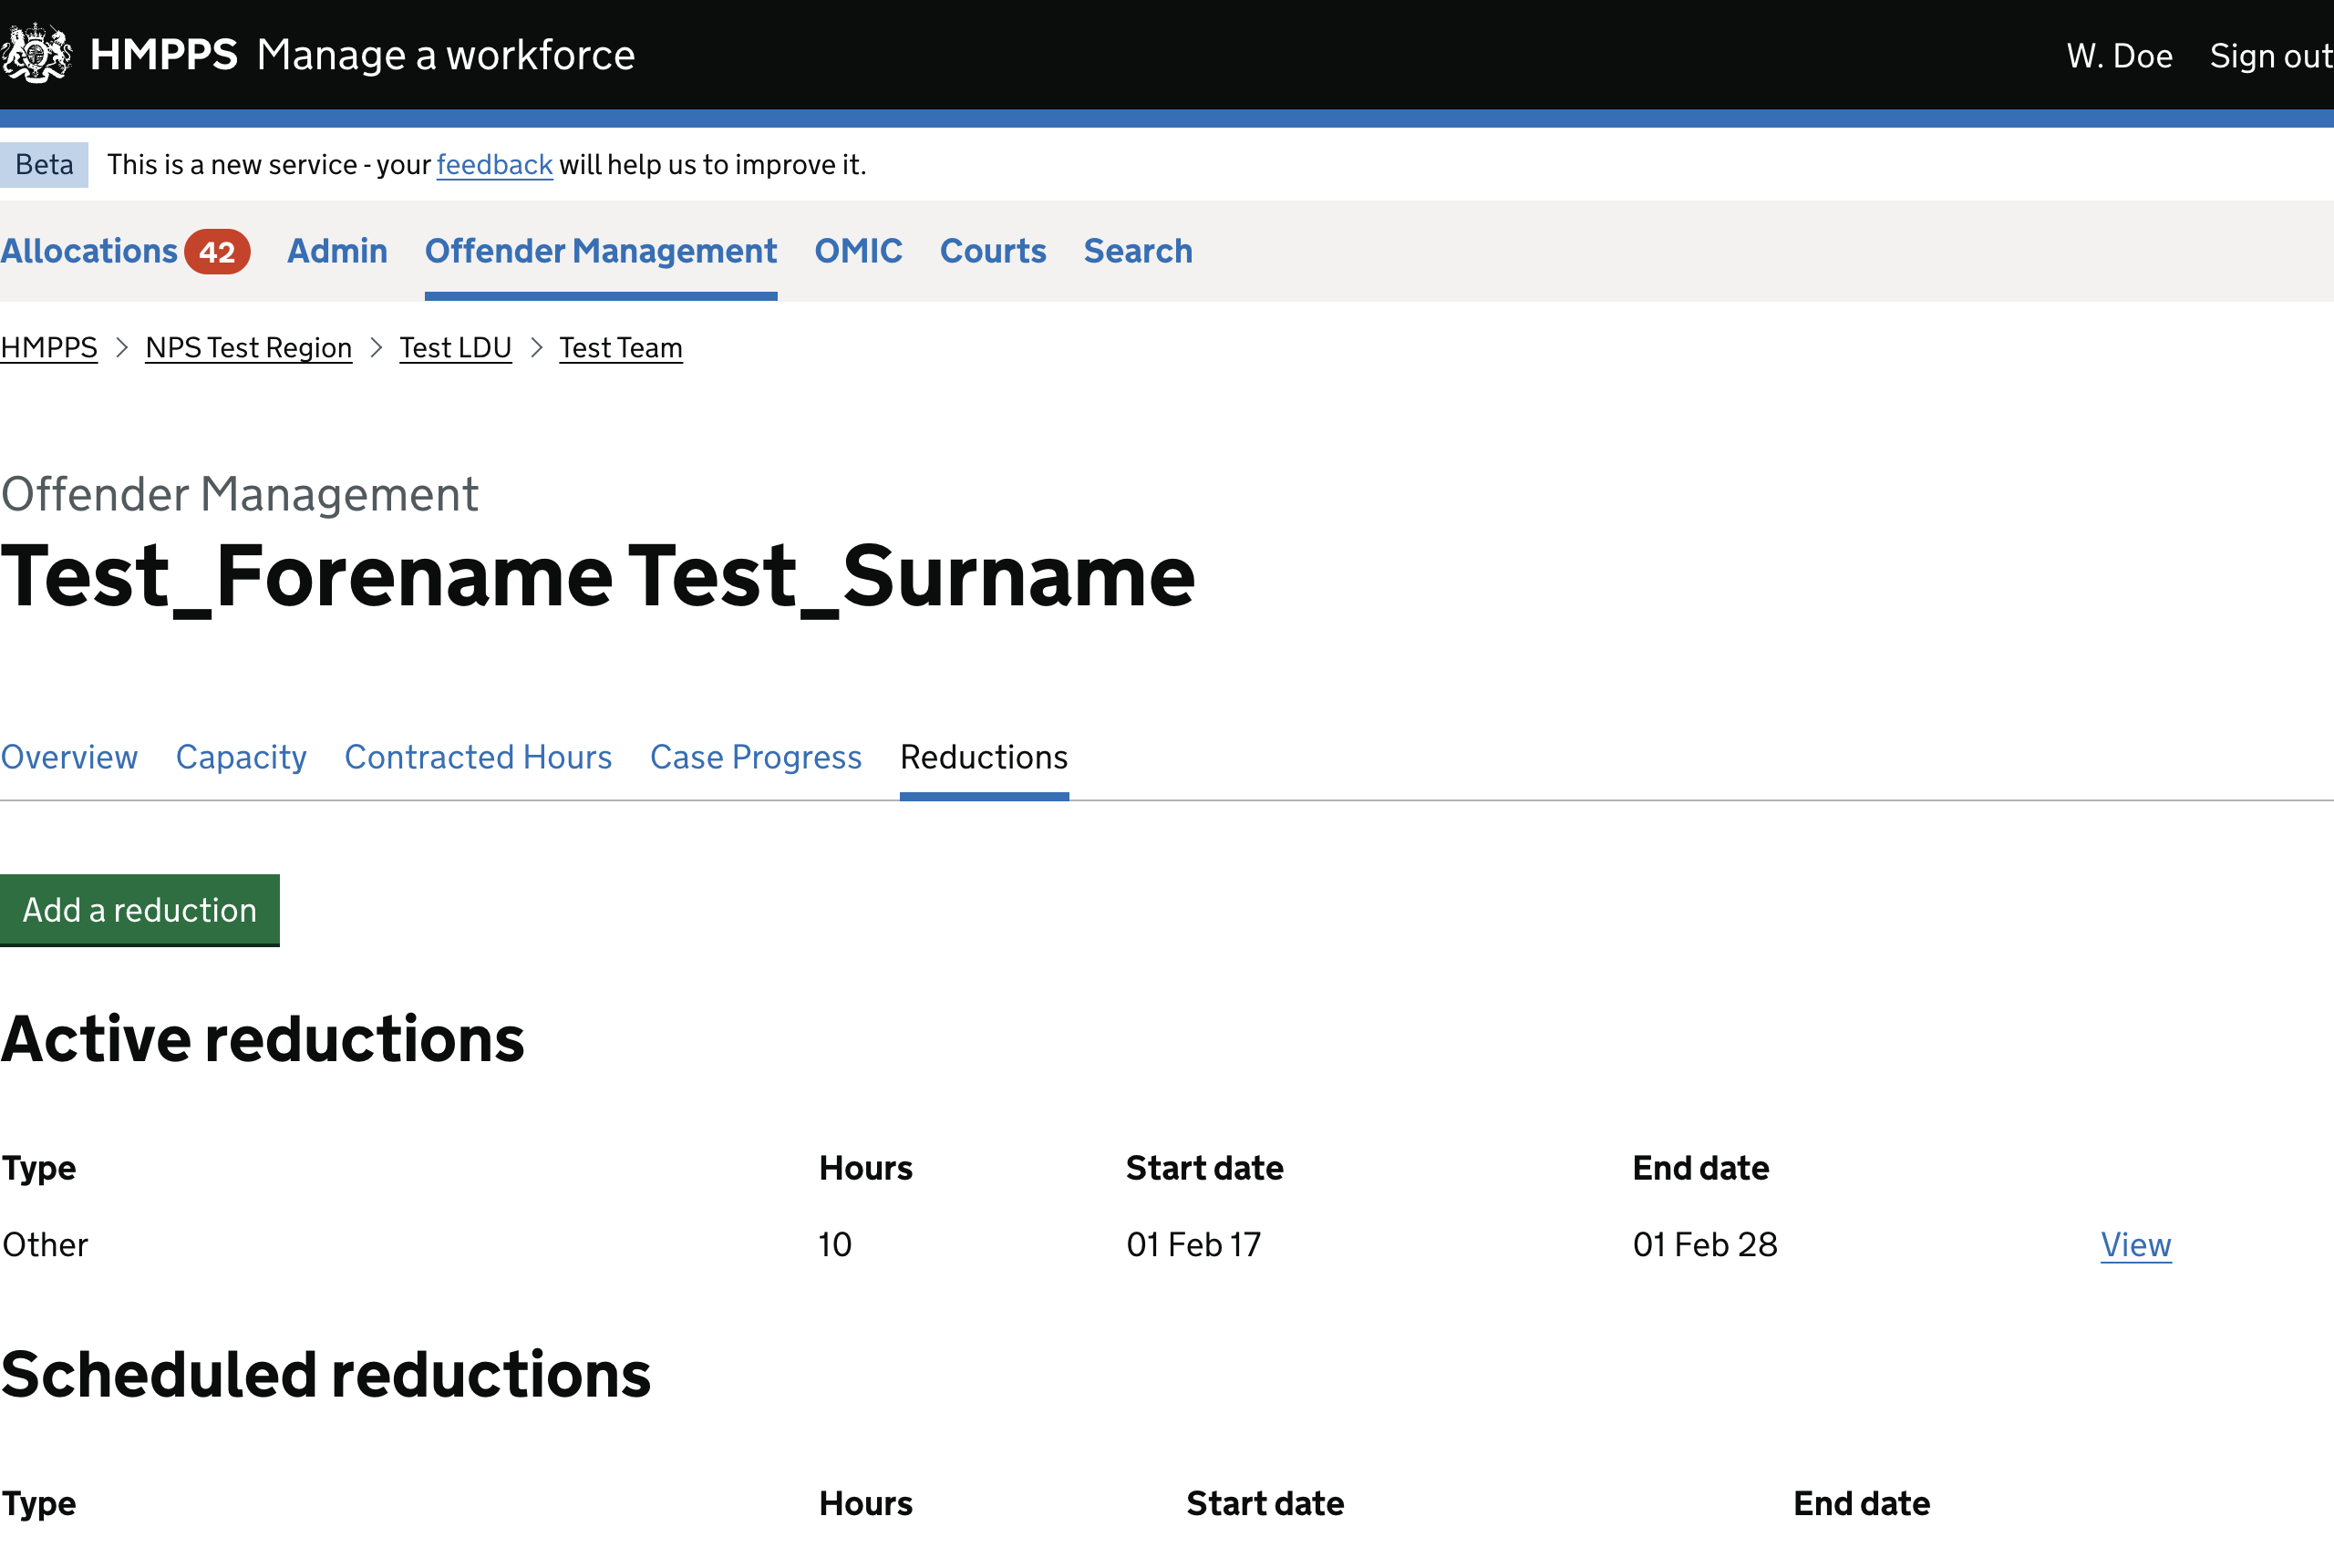 HMPPS Manage a workforce W. Doe Sign out
Beta This is a new service - your feedback will help us to improve it.
Allocations 42 Admin Offender Management OMIC Courts Search
HMPPS > NPS Test Region > Test LDU > Test Team
Offender Management
Test_Forename Test_Surname
Overview Capacity Contracted Hours Case Progress Reductions
Add a reduction
Active reductions
Type Hours Start date End date
Other 10 01 Feb 17 01 Feb 28 View
Scheduled reductions
Type Hours Start date End date